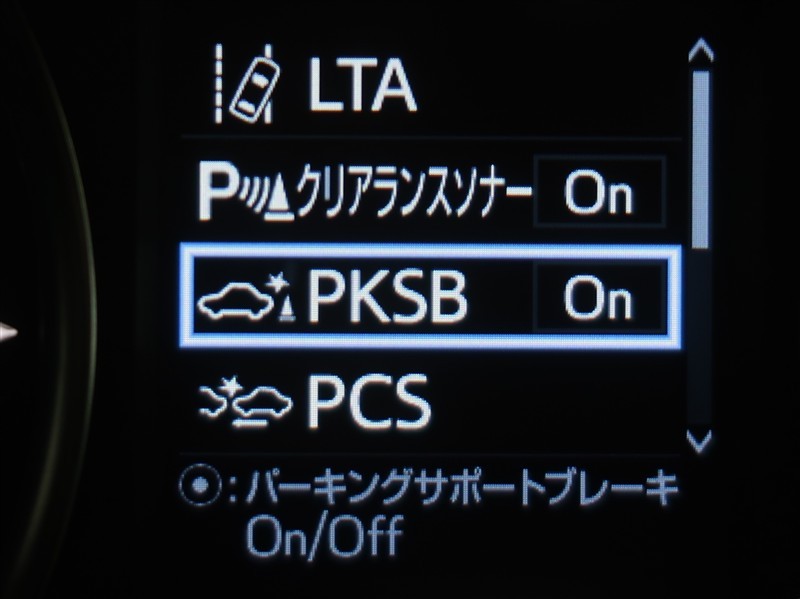 LTA
P クリアランスソナー On
PKSB On
PCS
⦿:パーキングサポートブレーキ
On/Off